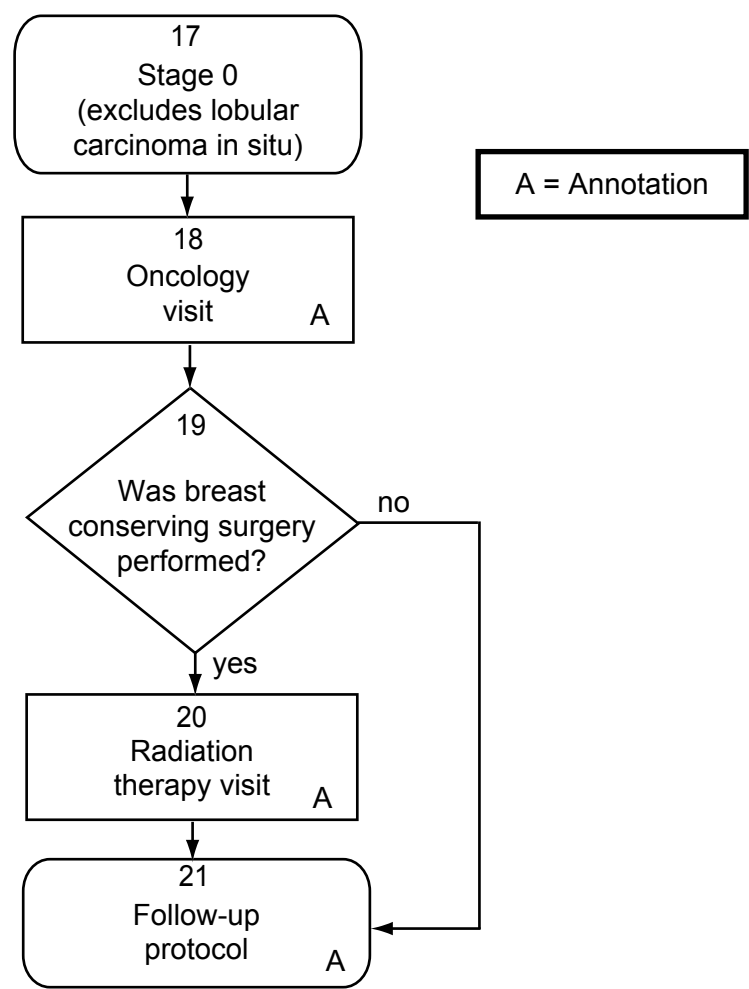 17
Stage 0
(excludes lobular
carcinoma in situ)
A = Annotation
18
Oncology
visit
A
19
Was breast
conserving surgery
performed?
no
yes
20
Radiation
therapy visit
A
21
Follow-up
protocol
A